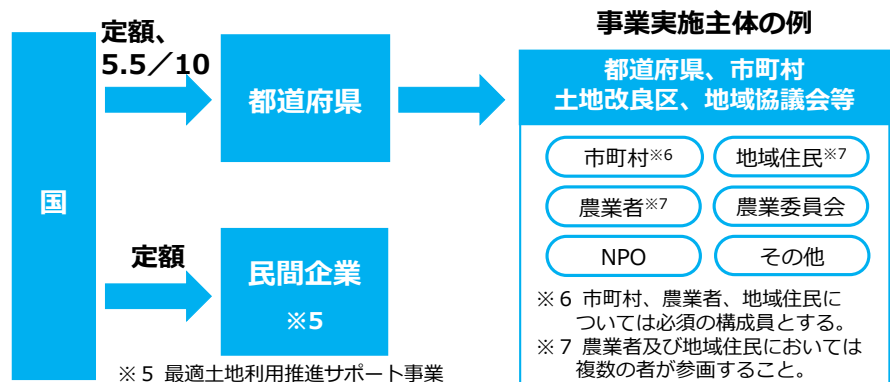 事業実施主体の例
定額、
5.5／10
国
都道府県
都道府県、市町村
土地改良区、地域協議会等
市町村※6
地域住民※7
農業者※7
農業委員会
NPO
その他
※６ 市町村、農業者、地域住民に
ついては必須の構成員とする。
※７ 農業者及び地域住民においては
複数の者が参画すること。
定額
民間企業
※5
※５ 最適土地利用推進サポート事業